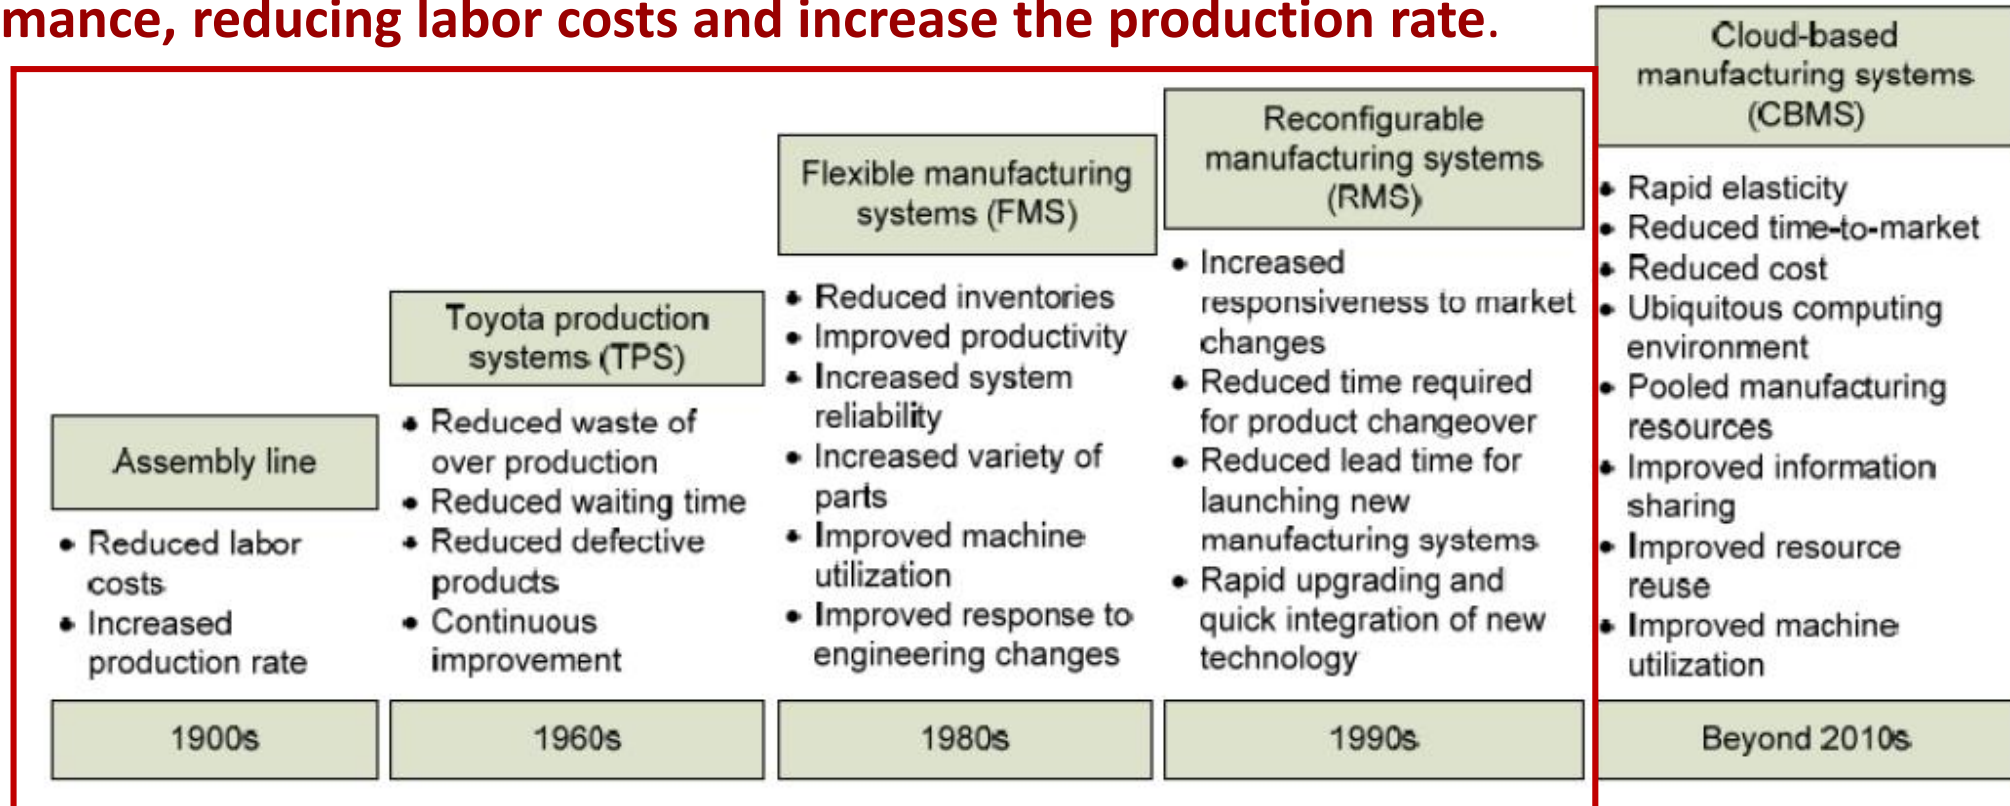 mance, reducing labor costs and increase the production rate.
Assembly line
• Reduced labor
costs
• Increased
production rate
1900s
Toyota production
systems (TPS)
• Reduced waste of
over production
• Reduced waiting time
• Reduced defective
products
• Continuous
improvement
1960s
Flexible manufacturing
systems (FMS)
• Reduced inventories
• Improved productivity
• Increased system
reliability
• Increased variety of
parts
• Improved machine
utilization
• Improved response to
engineering changes
1980s
Reconfigurable
manufacturing systems
(RMS)
• Increased
responsiveness to market
changes
• Reduced time required
for product changeover
• Reduced lead time for
launching new
manufacturing systems
• Rapid upgrading and
quick integration of new
technology
1990s
Cloud-based
manufacturing systems
(CBMS)
• Rapid elasticity
• Reduced time-to-market
• Reduced cost
• Ubiquitous computing
environment
• Pooled manufacturing
resources
• Improved information
sharing
• Improved resource
reuse
• Improved machine
utilization
Beyond 2010s